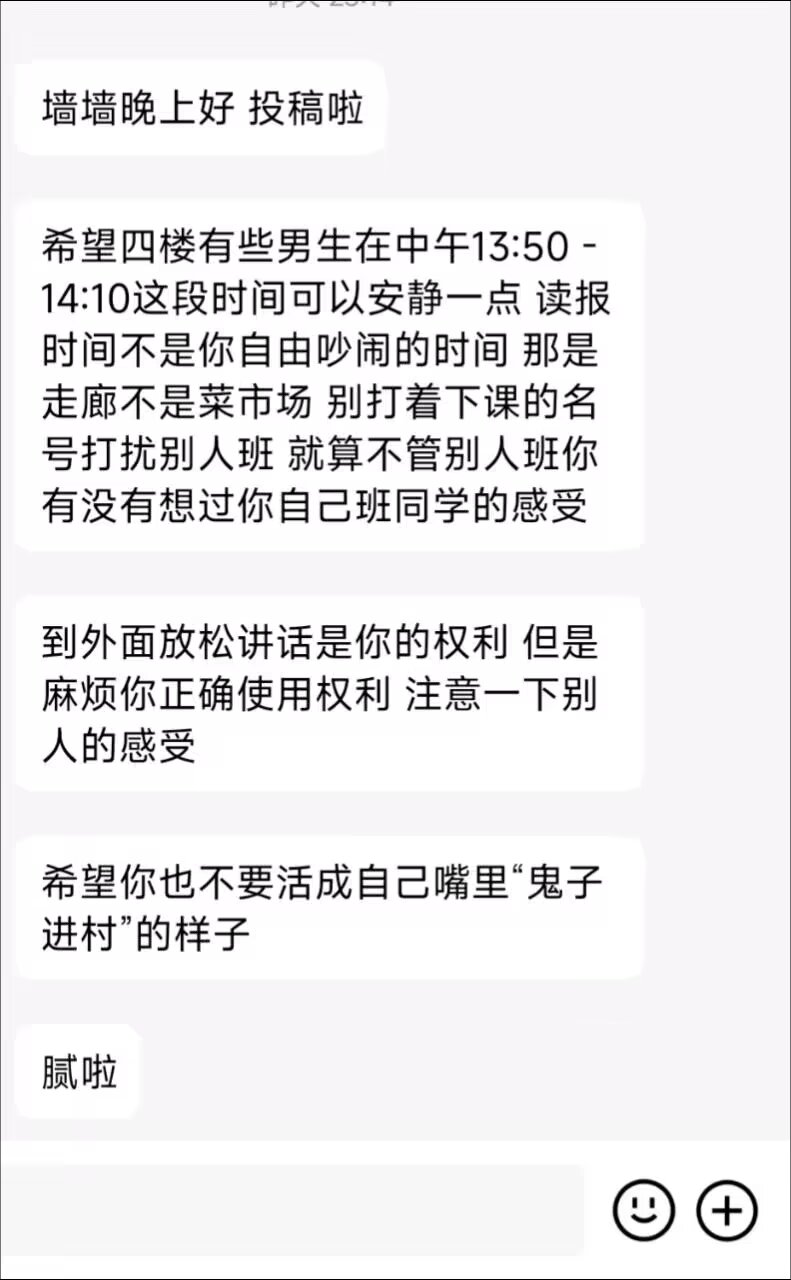 墙墙晚上好 投稿啦
希望四楼有些男生在中午13:50 -
14:10这段时间可以安静一点 读报
时间不是你自由吵闹的时间 那是
走廊不是菜市场 别打着下课的名
号打扰别人班 就算不管别人班你
有没有想过你自己班同学的感受
到外面放松讲话是你的权利 但是
麻烦你正确使用权利 注意一下别
人的感受
希望你也不要活成自己嘴里“鬼子
进村”的样子
腻啦